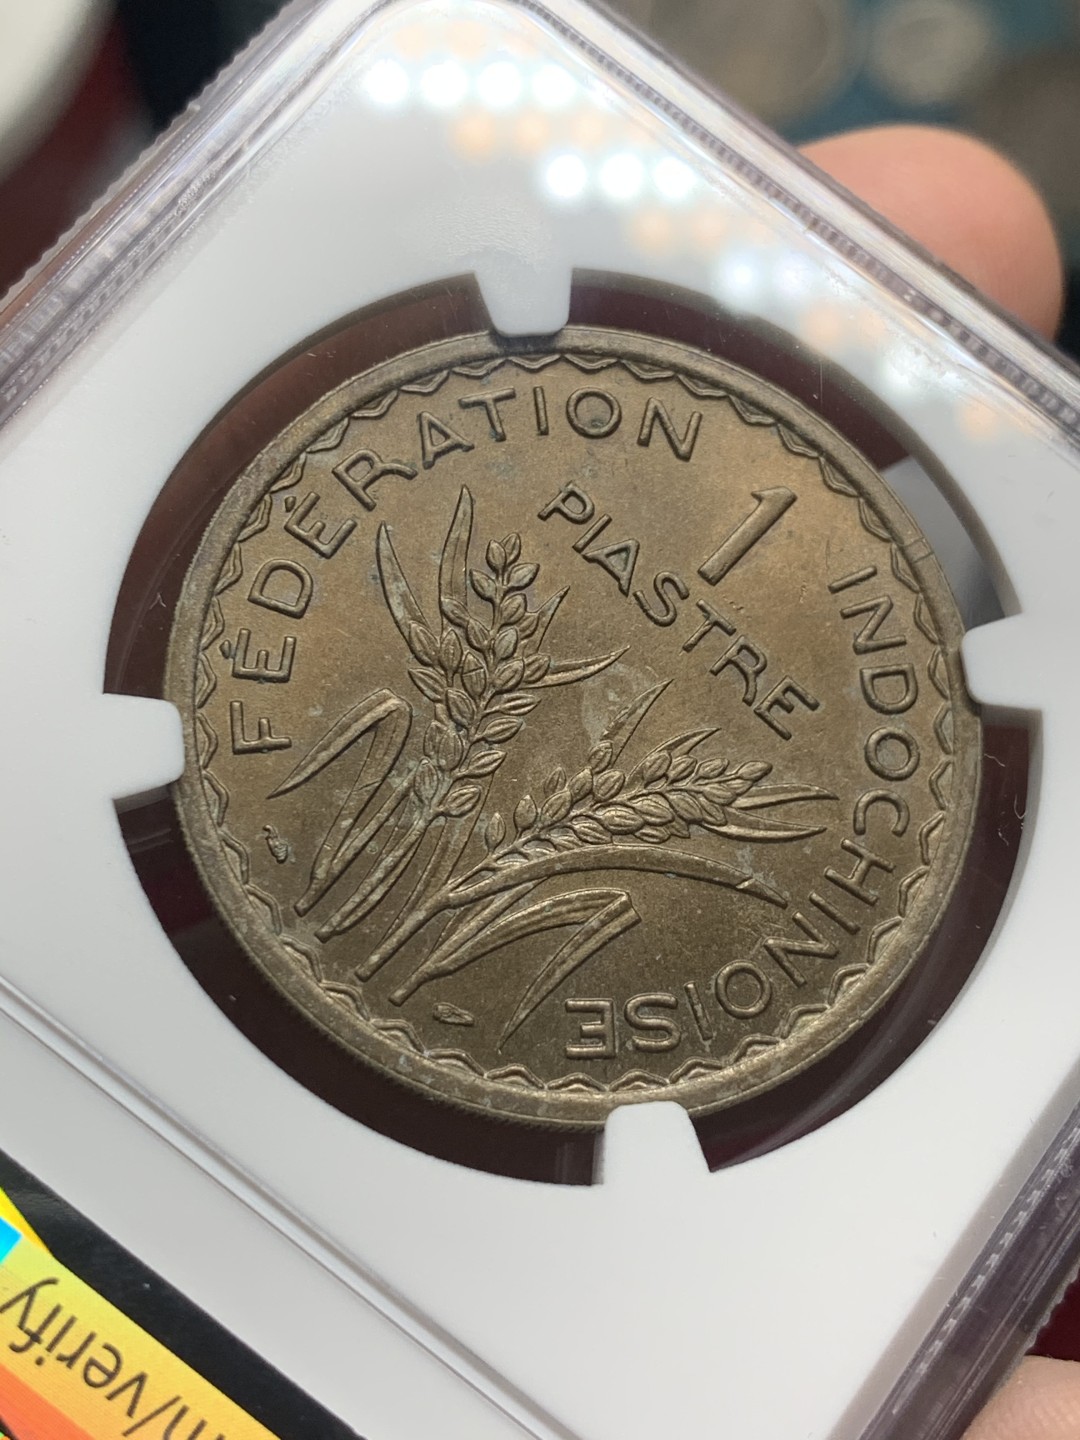 FÉDÉRATION INDOCHINOISE
1
PIASTRE
m/verify